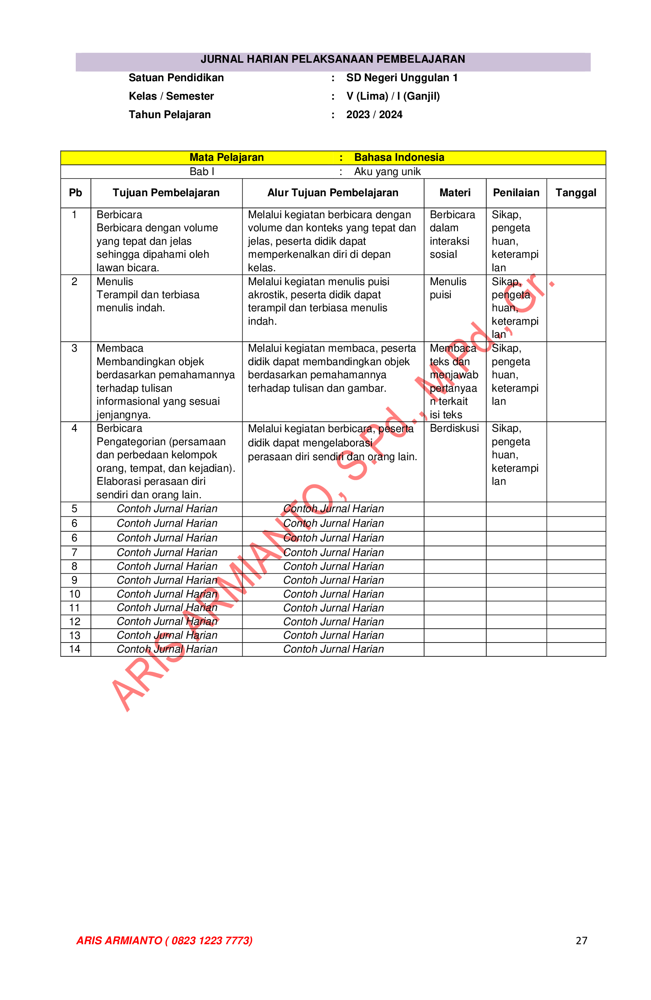 JURNAL HARIAN PELAKSANAAN PEMBELAJARAN
Satuan Pendidikan : SD Negeri Unggulan 1
Kelas / Semester : V (Lima) / I (Ganjil)
Tahun Pelajaran : 2023 / 2024
Mata Pelajaran : Bahasa Indonesia
Bab I : Aku yang unik
Pb Tujuan Pembelajaran Alur Tujuan Pembelajaran Materi Penilaian Tanggal
1 Berbicara Melalui kegiatan berbicara dengan Berbicara Sikap,
Berbicara dengan volume volume dan konteks yang tepat dan dalam pengeta
yang tepat dan jelas jelas, peserta didik dapat interaksi huan,
sehingga dipahami oleh memperkenalkan diri di depan sosial keterampi
lawan bicara. kelas. lan
2 Menulis Melalui kegiatan menulis puisi Menulis Sikap,
Terampil dan terbiasa akrostik, peserta didik dapat puisi pengeta
menulis indah. terampil dan terbiasa menulis huan,
indah. keterampi
lan
3 Membaca Melalui kegiatan membaca, peserta Membaca Sikap,
Membandingkan objek didik dapat membandingkan objek teks dan pengeta
berdasarkan pemahamannya berdasarkan pemahamannya menjawab huan,
terhadap tulisan terhadap tulisan dan gambar. pertanyaa keterampi
informasional yang sesuai n terkait lan
jenjangnya. isi teks
4 Berbicara Melalui kegiatan berbicara, peserta Berdiskusi Sikap,
Pengategorian (persamaan didik dapat mengelaborasi pengeta
dan perbedaan kelompok perasaan diri sendiri dan orang lain. huan,
orang, tempat, dan kejadian). keterampi
Elaborasi perasaan diri lan
sendiri dan orang lain.
5 Contoh Jurnal Harian Contoh Jurnal Harian
6 Contoh Jurnal Harian Contoh Jurnal Harian
6 Contoh Jurnal Harian Contoh Jurnal Harian
7 Contoh Jurnal Harian Contoh Jurnal Harian
8 Contoh Jurnal Harian Contoh Jurnal Harian
9 Contoh Jurnal Harian Contoh Jurnal Harian
10 Contoh Jurnal Harian Contoh Jurnal Harian
11 Contoh Jurnal Harian Contoh Jurnal Harian
12 Contoh Jurnal Harian Contoh Jurnal Harian
13 Contoh Jurnal Harian Contoh Jurnal Harian
14 Contoh Jurnal Harian Contoh Jurnal Harian
ARIS ARMIANTO, S.Pd., M.Pd., Gr.
ARIS ARMIANTO ( 0823 1223 7773) 27